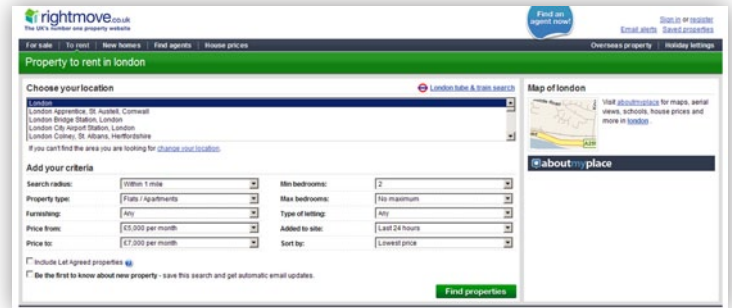 rightmove.co.uk
The UK's number one property website
Find an agent now!
Sign in or register
Email alerts Saved properties
For sale | To rent | New homes | Find agents | House prices
Overseas property | Holiday lettings
Property to rent in london
Choose your location
London tube & train search
London
London Apprentice, St. Austell, Cornwall
London Bridge Station, London
London City Airport Station, London
London Colney, St. Albans, Hertfordshire
If you can't find the area you are looking for change your location.
Add your criteria
Search radius: Within 1 mile Min bedrooms: 2
Property type: Flats / Apartments Max bedrooms: No maximum
Furnishing: Any Type of letting: Any
Price from: £5,000 per month Added to site: Last 24 hours
Price to: £7,000 per month Sort by: Lowest price
Include Let Agreed properties
Be the first to know about new property - save this search and get automatic email updates.
Find properties
Map of london
Visit aboutmyplace for maps, aerial
views, schools, house prices and
more in london .
aboutmyplace